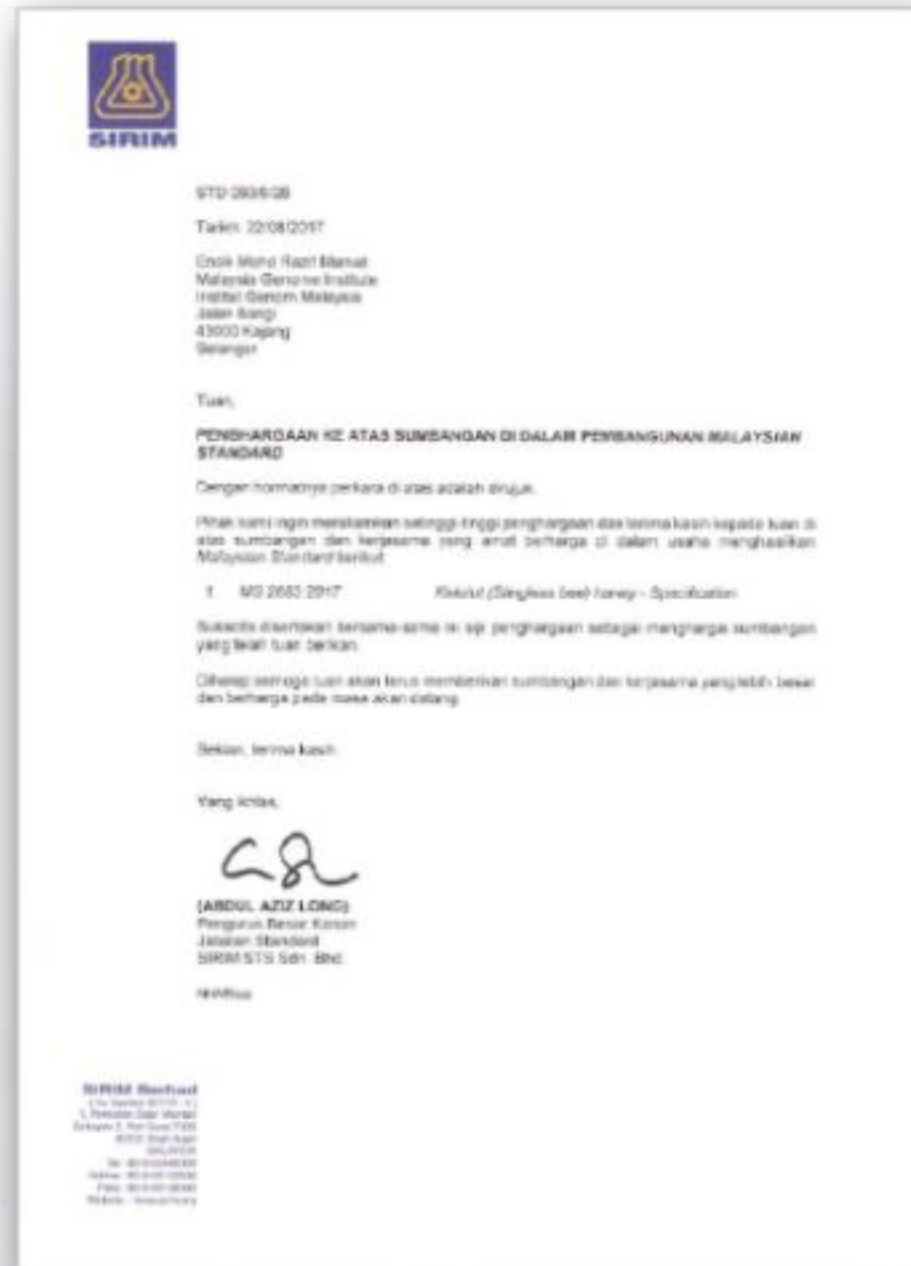 SIRIM
Tarikh: 22/08/2017
Encik Mohd Razif Mamat
Malaysia Genome Institute
Institut Genom Malaysia
Jalan Bangi
43000 Kajang
Selangor
Tuan,
PENGHARGAAN KE ATAS SUMBANGAN DI DALAM PEMBANGUNAN MALAYSIAN
STANDARD
Dengan hormatnya perkara di atas adalah dirujuk.
Pihak kami ingin merakamkan setinggi-tinggi penghargaan dan terima kasih kepada tuan di
atas sumbangan dan kerjasama yang amat berharga di dalam usaha menghasilkan
Malaysian Standard berikut:
1. MS 2683:2017 Kelulut (Stingless bee) honey - Specification
Sukacita disertakan bersama-sama ini sijil penghargaan sebagai menghargai sumbangan
yang telah tuan berikan.
Diharap semoga tuan akan terus memberikan sumbangan dan kerjasama yang lebih besar
dan berharga pada masa akan datang.
Sekian, terima kasih.
Yang ikhlas,
(ABDUL AZIZ LONG)
Pengurus Besar Kanan
Jabatan Standard
SIRIM STS Sdn. Bhd.
SIRIM Berhad